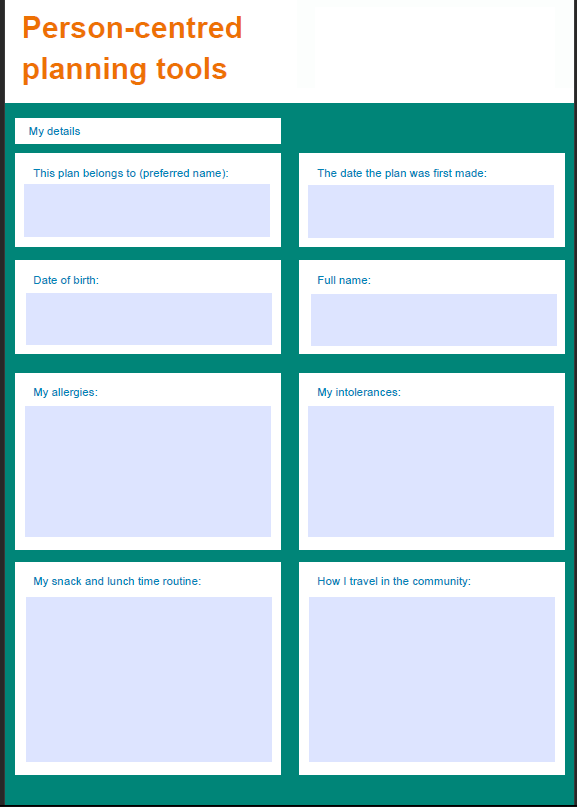 Person-centred
planning tools
My details
This plan belongs to (preferred name):
The date the plan was first made:
Date of birth:
Full name:
My allergies:
My intolerances:
My snack and lunch time routine:
How I travel in the community: